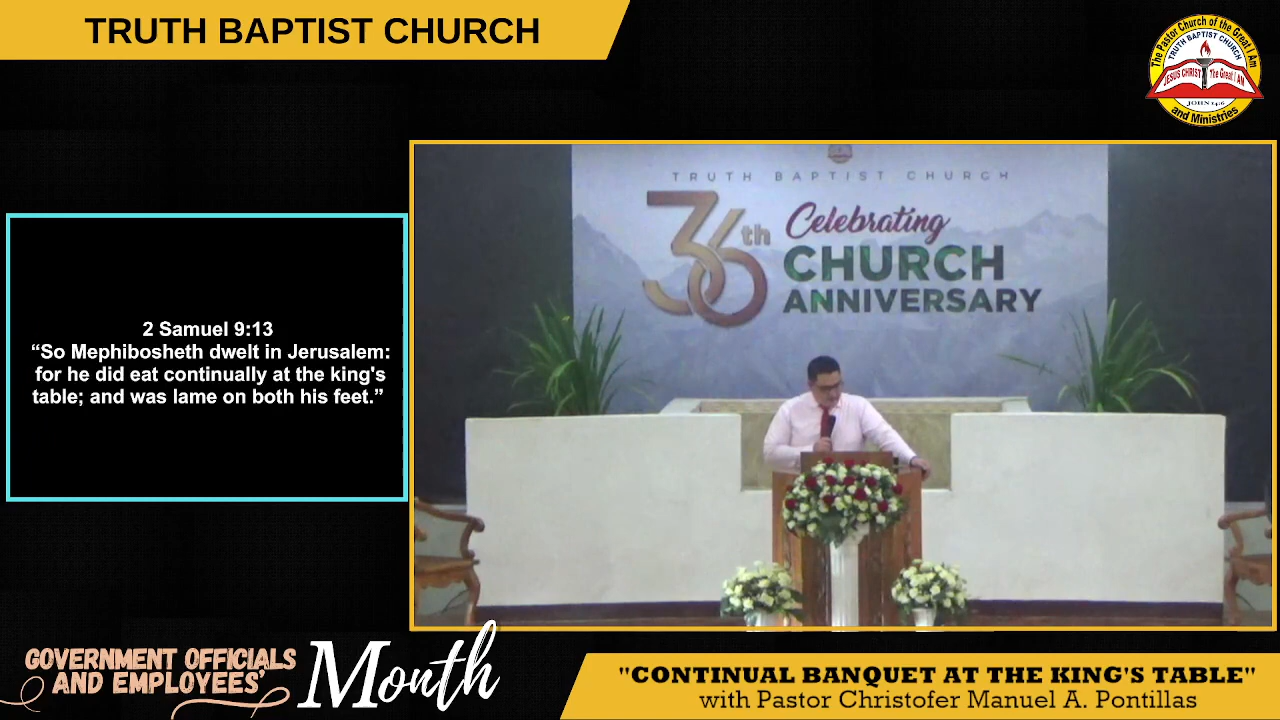 TRUTH BAPTIST CHURCH
The Pastor Church of the Great I Am
TRUTH BAPTIST CHURCH
JESUS CHRIST The Great I AM
JOHN 14:6
and Ministries
TRUTH BAPTIST CHURCH
36th Celebrating
CHURCH
ANNIVERSARY
2 Samuel 9:13
“So Mephibosheth dwelt in Jerusalem:
for he did eat continually at the king's
table; and was lame on both his feet.”
GOVERNMENT OFFICIALS
AND EMPLOYEES’
Month
"CONTINUAL BANQUET AT THE KING'S TABLE"
with Pastor Christofer Manuel A. Pontillas